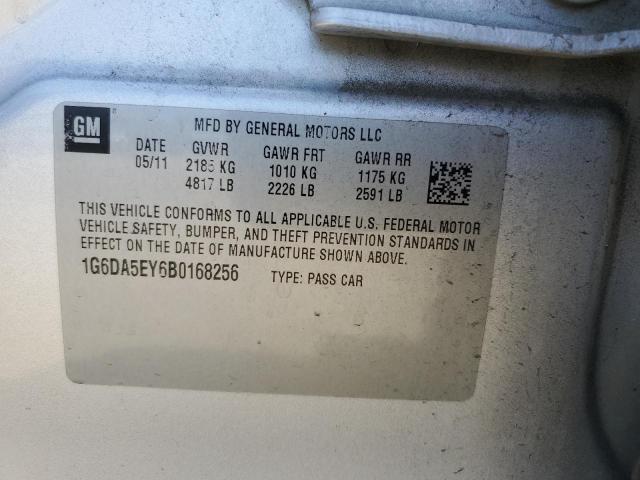 GM MFD BY GENERAL MOTORS LLC
DATE GVWR GAWR FRT GAWR RR
05/11 2185 KG 1010 KG 1175 KG
4817 LB 2226 LB 2591 LB
THIS VEHICLE CONFORMS TO ALL APPLICABLE U.S. FEDERAL MOTOR
VEHICLE SAFETY, BUMPER, AND THEFT PREVENTION STANDARDS IN
EFFECT ON THE DATE OF MANUFACTURE SHOWN ABOVE.
1G6DA5EY6B0168256 TYPE: PASS CAR